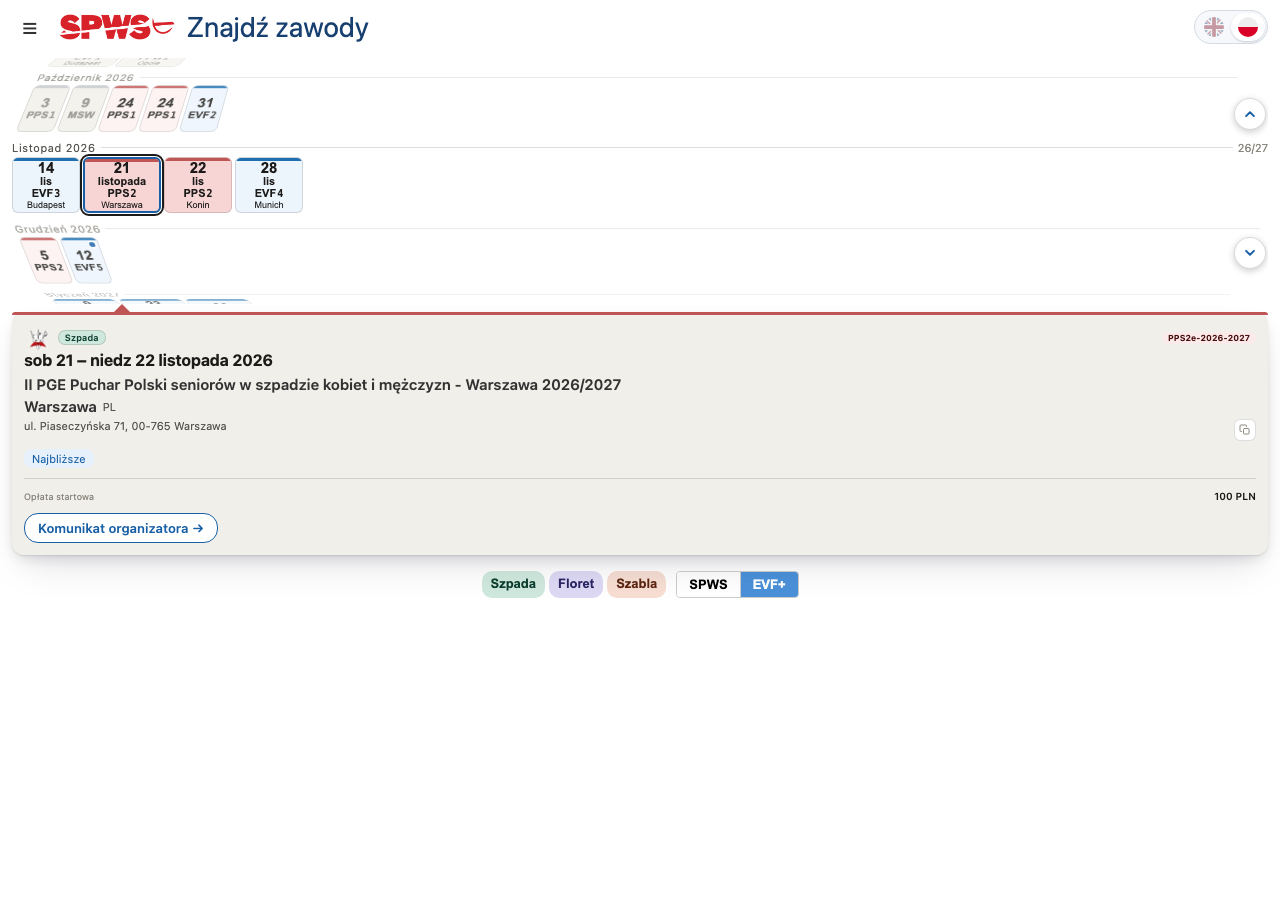 SPWS Znajdź zawody
Październik 2026
3 9 24 24 31
PPS1 MSW PPS1 PPS1 EVF2
Listopad 2026 26/27
14 21 22 28
lis listopada lis lis
EVF3 PPS2 PPS2 EVF4
Budapest Warszawa Konin Munich
Grudzień 2026
5 12
PPS2 EVF5
Styczeń 2027
Szpada PPS2e-2026-2027
sob 21 – niedz 22 listopada 2026
II PGE Puchar Polski seniorów w szpadzie kobiet i mężczyzn - Warszawa 2026/2027
Warszawa PL
ul. Piaseczyńska 71, 00-765 Warszawa
Najbliższe
Opłata startowa 100 PLN
Komunikat organizatora →
Szpada Floret Szabla SPWS EVF+